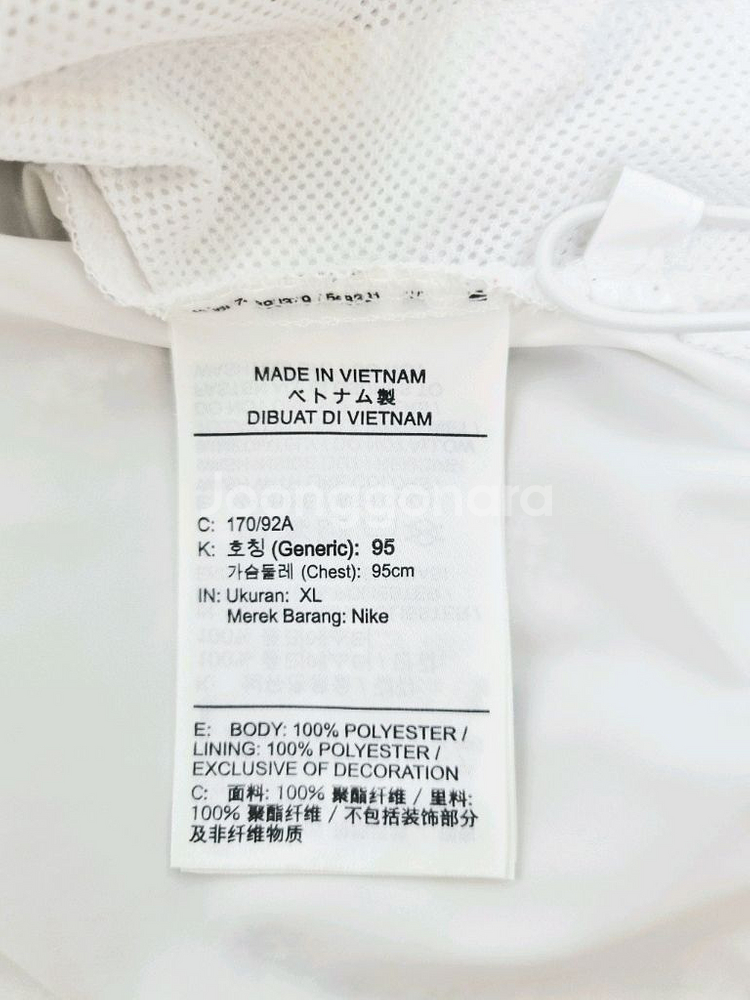 MADE IN VIETNAM
ベトナム製
DIBUAT DI VIETNAM
Joonggonara
C: 170/92A
K: 호칭 (Generic): 95
가슴둘레 (Chest): 95cm
IN: Ukuran: XL
Merek Barang: Nike
E: BODY: 100% POLYESTER /
LINING: 100% POLYESTER /
EXCLUSIVE OF DECORATION
C: 面料: 100% 聚酯纤维 / 里料:
100% 聚酯纤维 / 不包括装饰部分
及非纤维物质